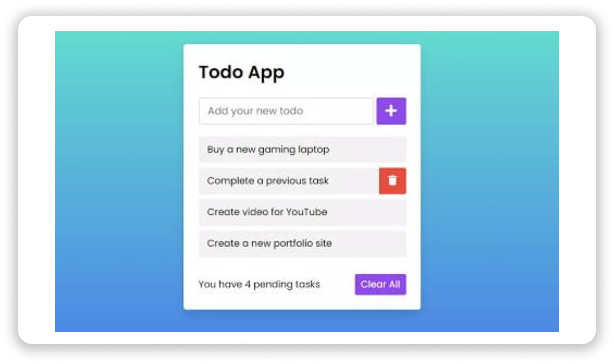 Todo App
Add your new todo
Buy a new gaming laptop
Complete a previous task
Create video for YouTube
Create a new portfolio site
You have 4 pending tasks Clear All